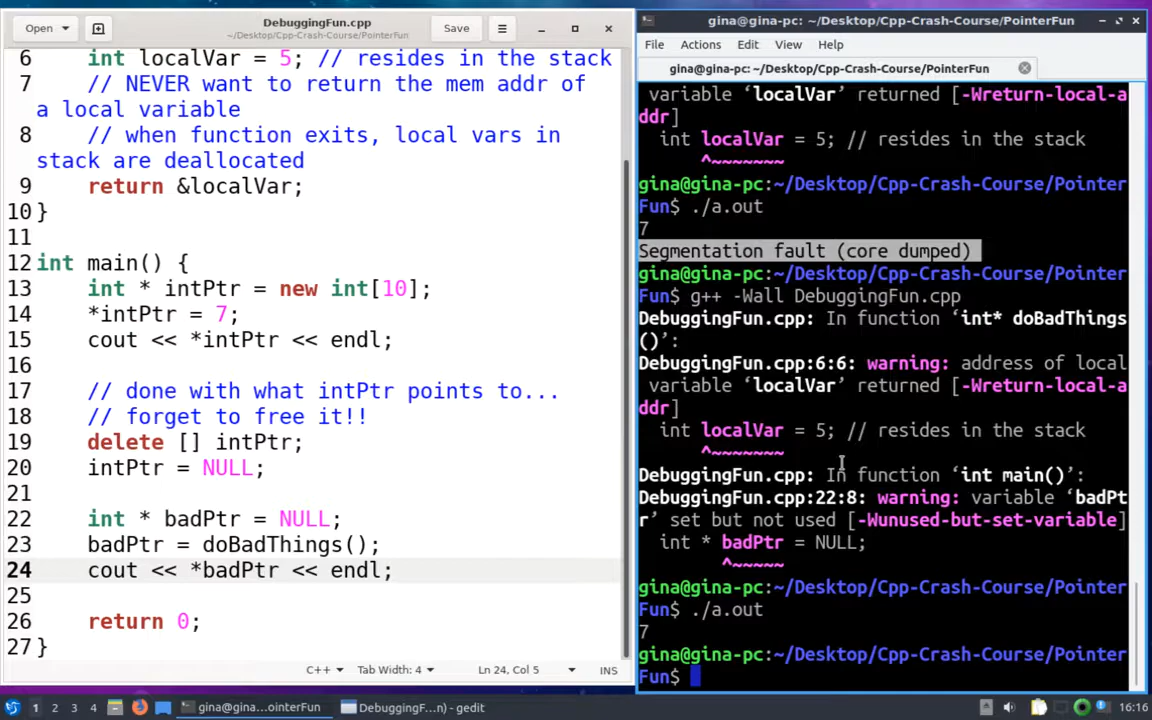 Open
DebuggingFun.cpp
~/Desktop/Cpp-Crash-Course/PointerFun
Save
6 int localVar = 5; // resides in the stack
7 // NEVER want to return the mem addr of
a local variable
8 // when function exits, local vars in
stack are deallocated
9 return &localVar;
10 }
11
12 int main() {
13 int * intPtr = new int[10];
14 *intPtr = 7;
15 cout << *intPtr << endl;
16
17 // done with what intPtr points to...
18 // forget to free it!!
19 delete [] intPtr;
20 intPtr = NULL;
21
22 int * badPtr = NULL;
23 badPtr = doBadThings();
24 cout << *badPtr << endl;
25
26 return 0;
27 }
C++ Tab Width: 4 Ln 24, Col 5 INS
gina@gina-pc: ~/Desktop/Cpp-Crash-Course/PointerFun
File Actions Edit View Help
gina@gina-pc: ~/Desktop/Cpp-Crash-Course/PointerFun
variable ‘localVar’ returned [-Wreturn-local-a
ddr]
int localVar = 5; // resides in the stack
^~~~~~~~
gina@gina-pc:~/Desktop/Cpp-Crash-Course/Pointer
Fun$ ./a.out
7
Segmentation fault (core dumped)
gina@gina-pc:~/Desktop/Cpp-Crash-Course/Pointer
Fun$ g++ -Wall DebuggingFun.cpp
DebuggingFun.cpp: In function ‘int* doBadThings
()’:
DebuggingFun.cpp:6:6: warning: address of local
variable ‘localVar’ returned [-Wreturn-local-a
ddr]
int localVar = 5; // resides in the stack
^~~~~~~~
DebuggingFun.cpp: In function ‘int main()’:
DebuggingFun.cpp:22:8: warning: variable ‘badPt
r’ set but not used [-Wunused-but-set-variable]
int * badPtr = NULL;
^~~~~~
gina@gina-pc:~/Desktop/Cpp-Crash-Course/Pointer
Fun$ ./a.out
7
gina@gina-pc:~/Desktop/Cpp-Crash-Course/Pointer
Fun$
1 2 3 4 gina@gina...ointerFun DebuggingF...n) - gedit 16:16